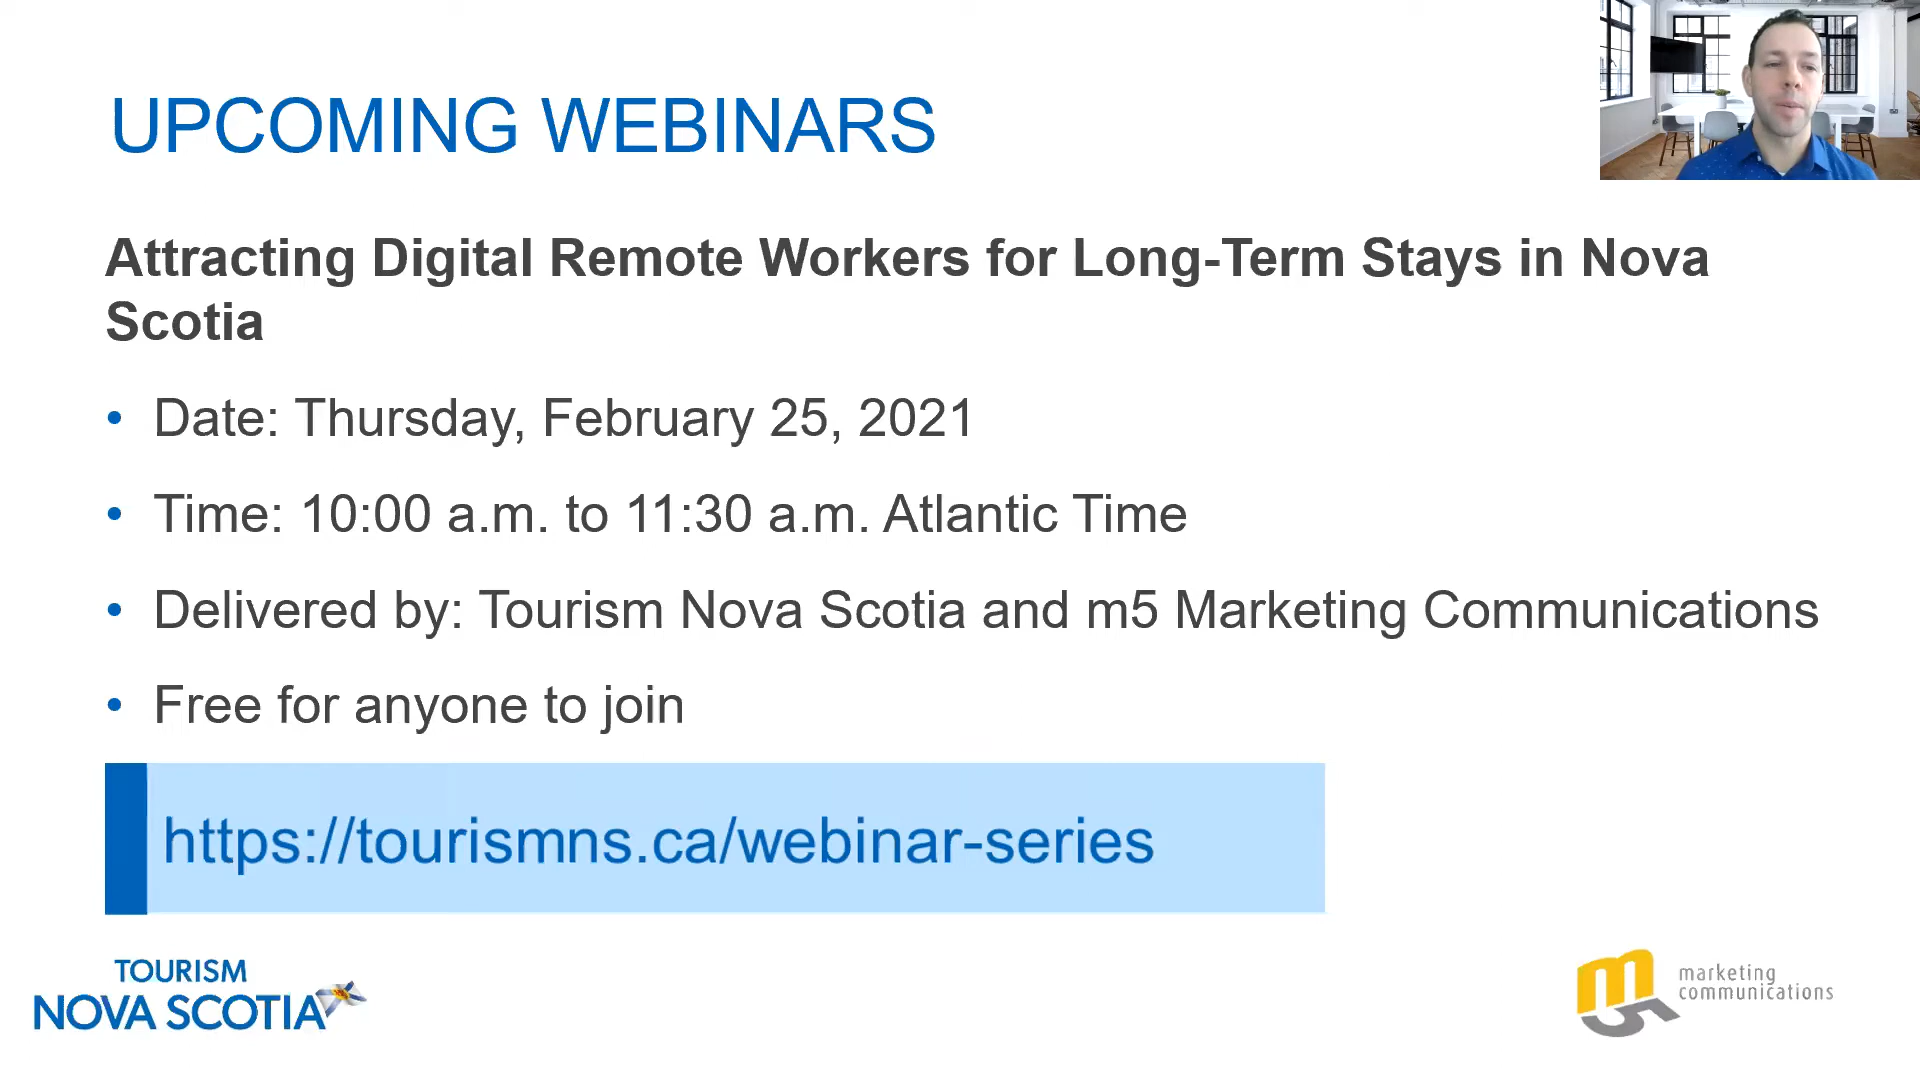 UPCOMING WEBINARS
Attracting Digital Remote Workers for Long-Term Stays in Nova
Scotia
• Date: Thursday, February 25, 2021
• Time: 10:00 a.m. to 11:30 a.m. Atlantic Time
• Delivered by: Tourism Nova Scotia and m5 Marketing Communications
• Free for anyone to join
https://tourismns.ca/webinar-series
TOURISM
NOVA SCOTIA
m5
marketing
communications